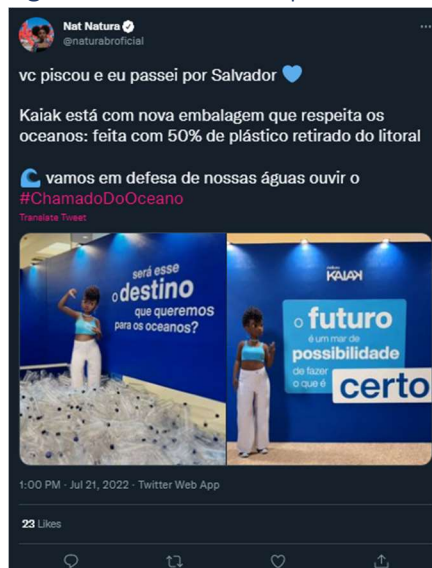 Nat Natura
@naturabroficial
vc piscou e eu passei por Salvador 💙
Kaiak está com nova embalagem que respeita os
oceanos: feita com 50% de plástico retirado do litoral
🌊 vamos em defesa de nossas águas ouvir o
#ChamadoDoOceano
Translate Tweet
será esse
o destino
que queremos
para os oceanos?
KAIAK
o futuro
é um mar de
possibilidade
de fazer
o que é
certo
1:00 PM · Jul 21, 2022 · Twitter Web App
23 Likes